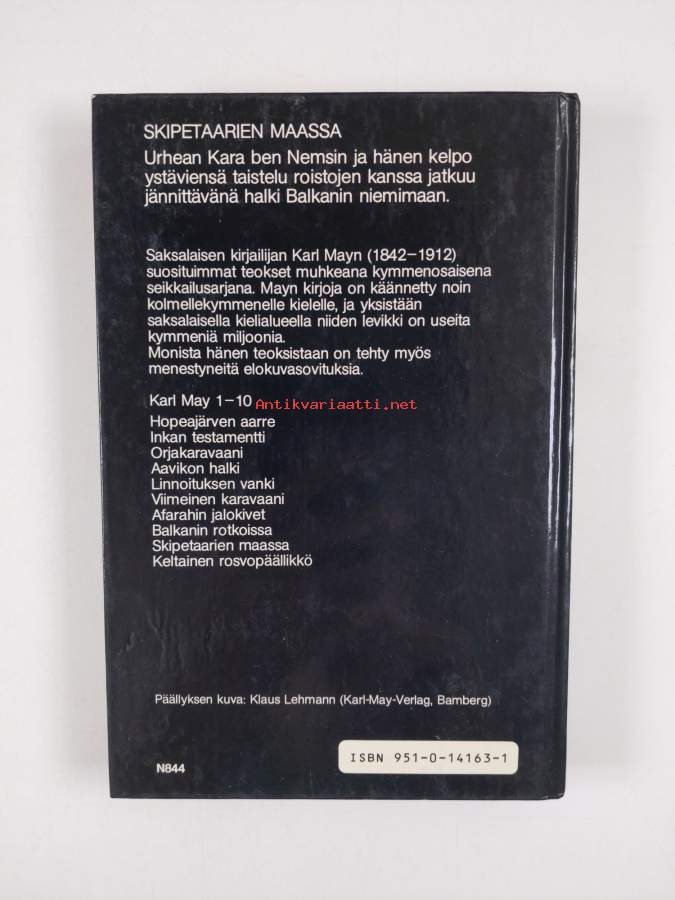 SKIPETAARIEN MAASSA
Urhean Kara ben Nemsin ja hänen kelpo
ystäviensä taistelu roistojen kanssa jatkuu
jännittävänä halki Balkanin niemimaan.
Saksalaisen kirjailijan Karl Mayn (1842–1912)
suosituimmat teokset muhkeana kymmenosaisena
seikkailusarjana. Mayn kirjoja on käännetty noin
kolmellekymmenelle kielelle, ja yksistään
saksalaisella kielialueella niiden levikki on useita
kymmeniä miljoonia.
Monista hänen teoksistaan on tehty myös
menestyneitä elokuvasovituksia.
Karl May 1–10
Antikvariaatti.net
Hopeajärven aarre
Inkan testamentti
Orjakaravaani
Aavikon halki
Linnoituksen vanki
Viimeinen karavaani
Afarahin jalokivet
Balkanin rotkoissa
Skipetaarien maassa
Keltainen rosvopäällikkö
Päällyksen kuva: Klaus Lehmann (Karl-May-Verlag, Bamberg)
ISBN 951-0-14163-1
N844